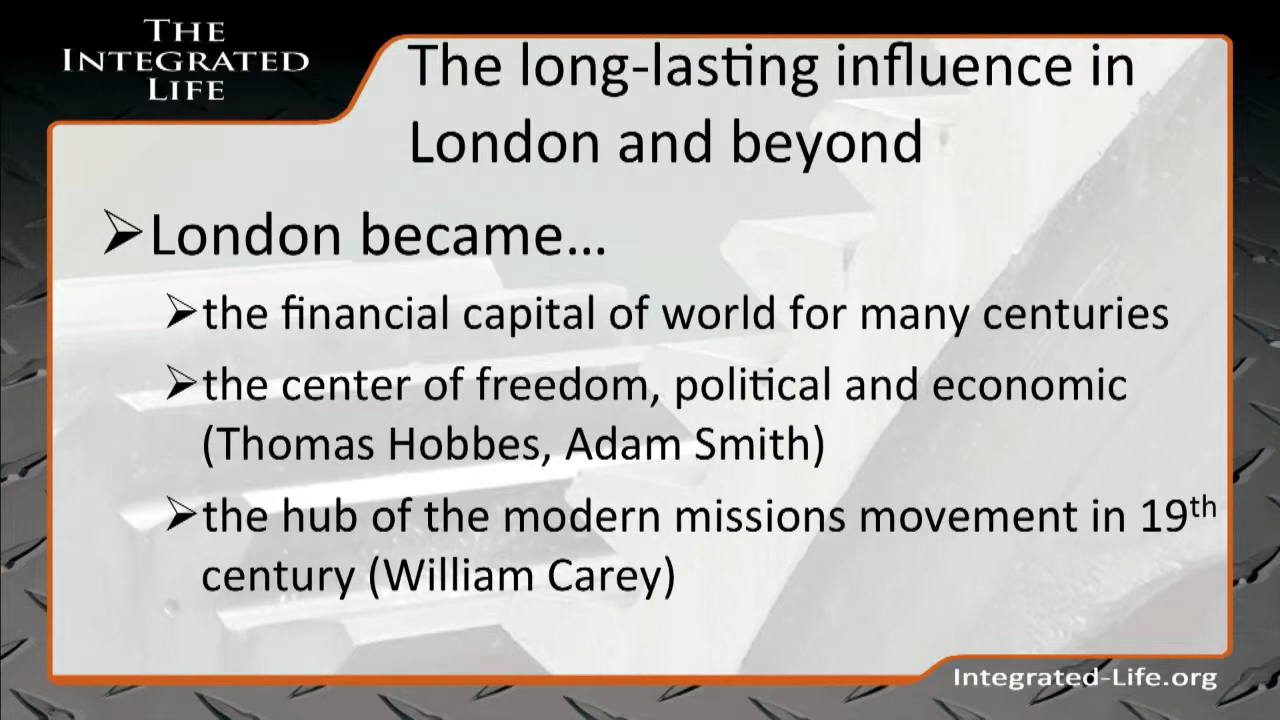 THE
INTEGRATED
LIFE
The long-lasting influence in
London and beyond
➢London became...
➢the financial capital of world for many centuries
➢the center of freedom, political and economic
(Thomas Hobbes, Adam Smith)
➢the hub of the modern missions movement in 19th
century (William Carey)
Integrated-Life.org